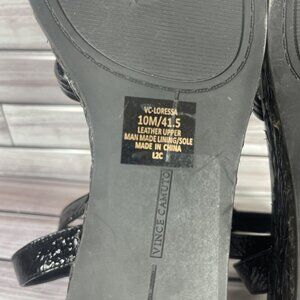 VC-LORESSA
10M/41.5
LEATHER UPPER
MAN MADE LINING/SOLE
MADE IN CHINA
L2C
VINCE CAMUTO